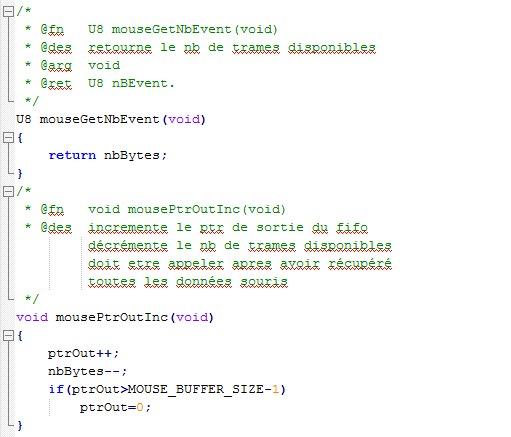 /*
 * @fn   U8 mouseGetNbEvent(void)
 * @des  retourne le nb de trames disponibles
 * @arg  void
 * @ret  U8 nBEvent.
 */
U8 mouseGetNbEvent(void)
{
    return nbBytes;
}
/*
 * @fn   void mousePtrOutInc(void)
 * @des  incremente le ptr de sortie du fifo
         décrémente le nb de trames disponibles
         doit etre appeler apres avoir récupéré
         toutes les données souris
 */
void mousePtrOutInc(void)
{
    ptrOut++;
    nbBytes--;
    if(ptrOut>MOUSE_BUFFER_SIZE-1)
        ptrOut=0;
}